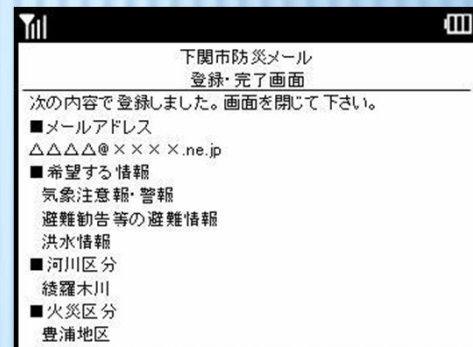 下関市防災メール
登録・完了画面
次の内容で登録しました。画面を閉じて下さい。
■メールアドレス
△△△△@××××.ne.jp
■希望する情報
気象注意報・警報
避難勧告等の避難情報
洪水情報
■河川区分
綾羅木川
■火災区分
豊浦地区